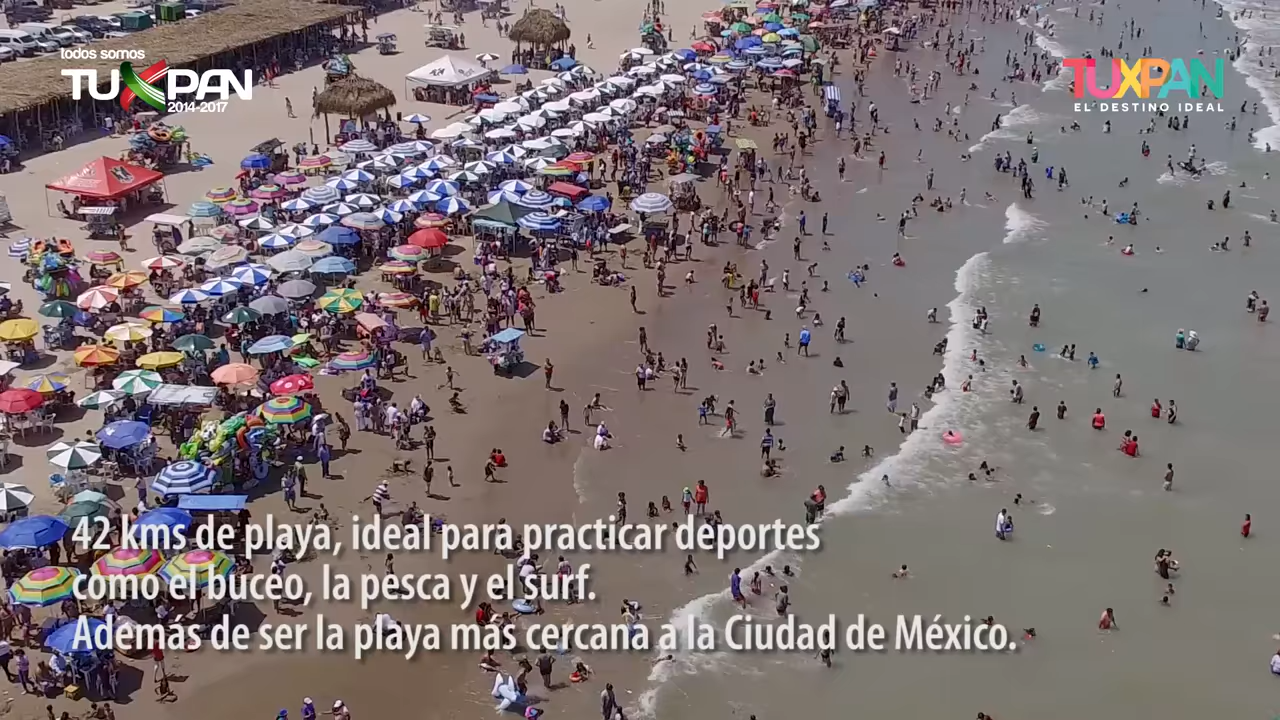 todos somos
TUXPAN
2014-2017
TUXPAN
EL DESTINO IDEAL
42 kms de playa, ideal para practicar deportes
como el buceo, la pesca y el surf.
Además de ser la playa más cercana a la Ciudad de México.